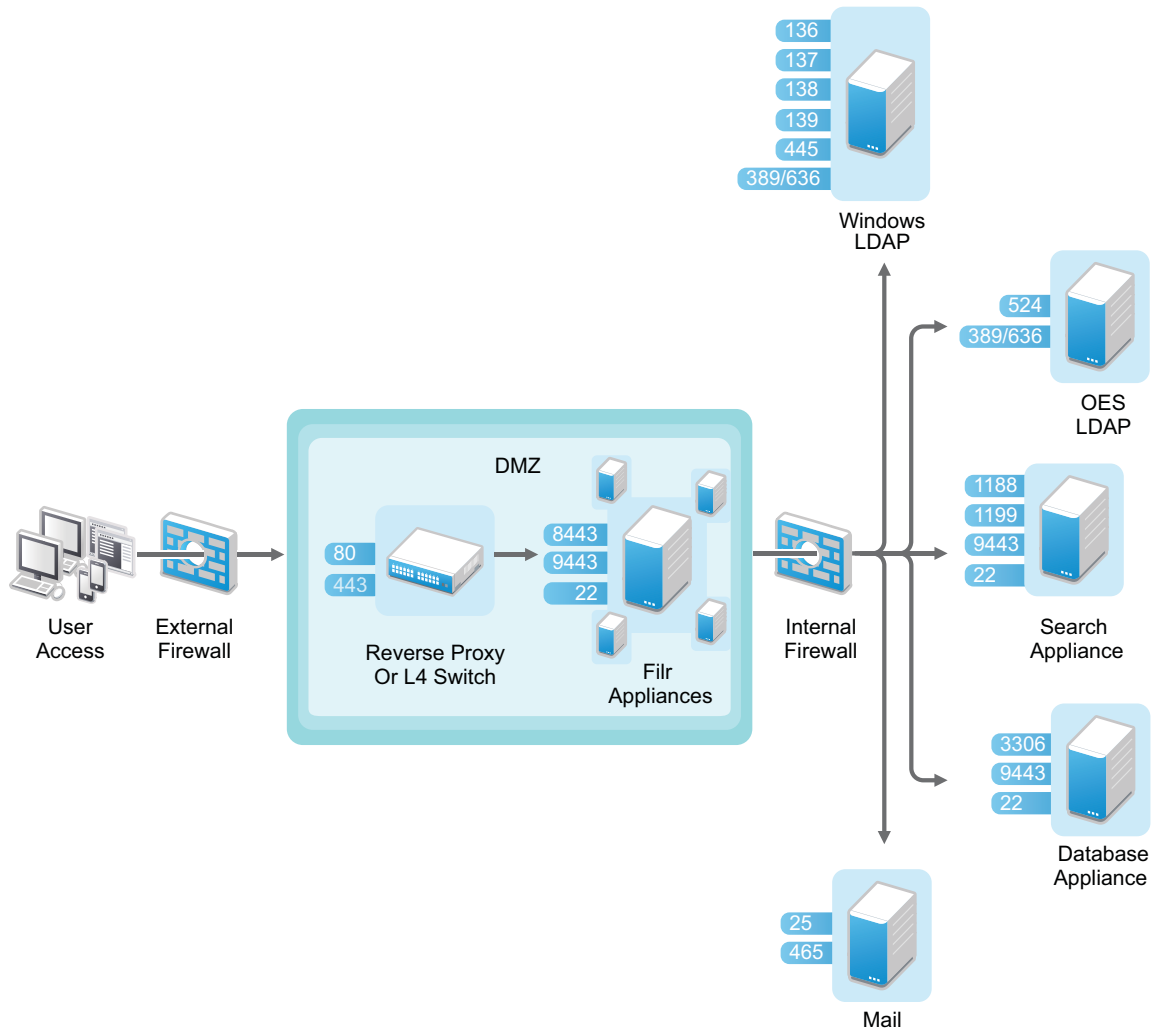 136
137
138
139
445
389/636
Windows
LDAP
524
389/636
OES
LDAP
DMZ
1188
1199
9443
22
80
443
8443
9443
22
User
Access
External
Firewall
Reverse Proxy
Or L4 Switch
Filr
Appliances
Internal
Firewall
Search
Appliance
3306
9443
22
Database
Appliance
25
465
Mail